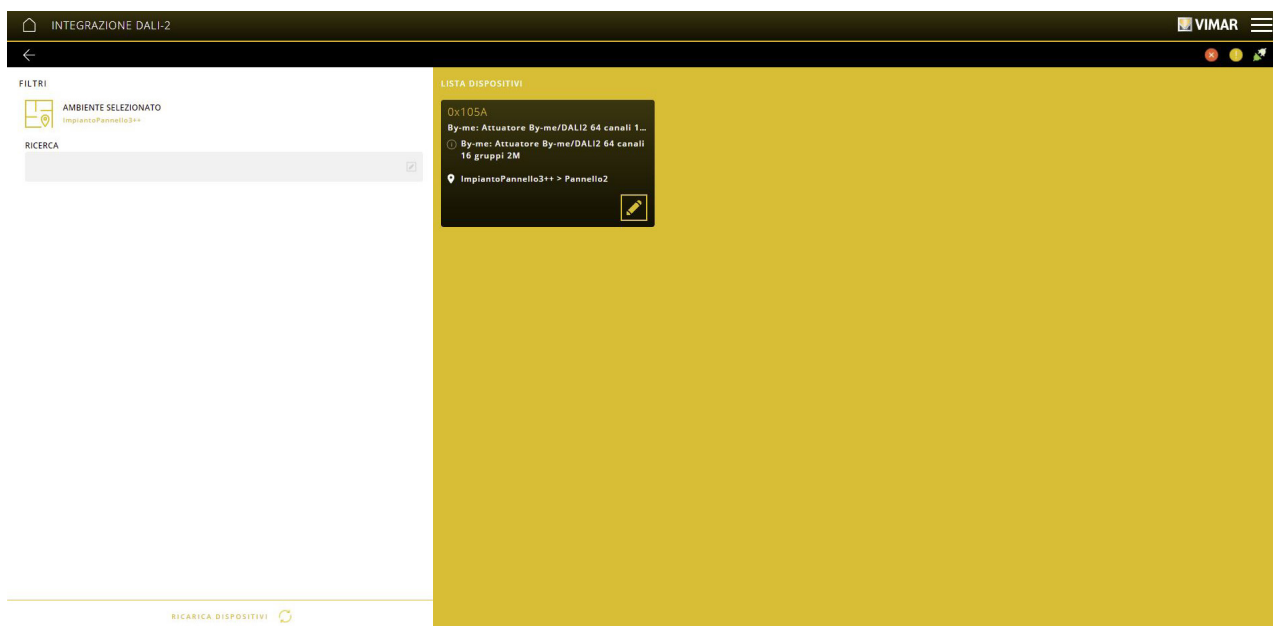 INTEGRAZIONE DALI-2
VIMAR
FILTRI
AMBIENTE SELEZIONATO
ImpiantoPannello3++
RICERCA
RICARICA DISPOSITIVI
LISTA DISPOSITIVI
0x105A
By-me: Attuatore By-me/DALI2 64 canali 1...
By-me: Attuatore By-me/DALI2 64 canali
16 gruppi 2M
ImpiantoPannello3++ > Pannello2